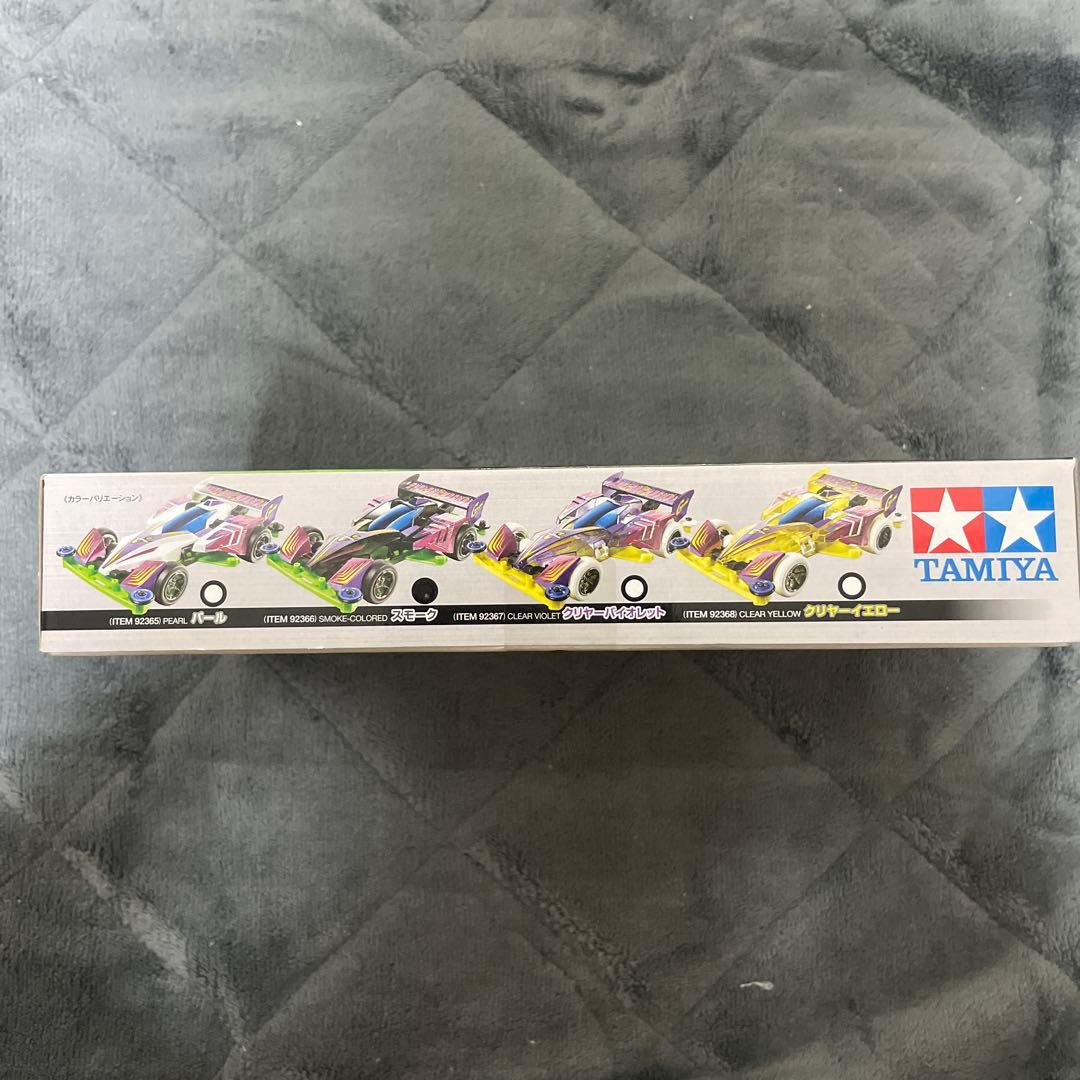 〈カラーバリエーション〉
(ITEM 92365) PEARL パール
(ITEM 92366) SMOKE-COLORED スモーク
(ITEM 92367) CLEAR VIOLET クリヤーバイオレット
(ITEM 92368) CLEAR YELLOW クリヤーイエロー
TAMIYA